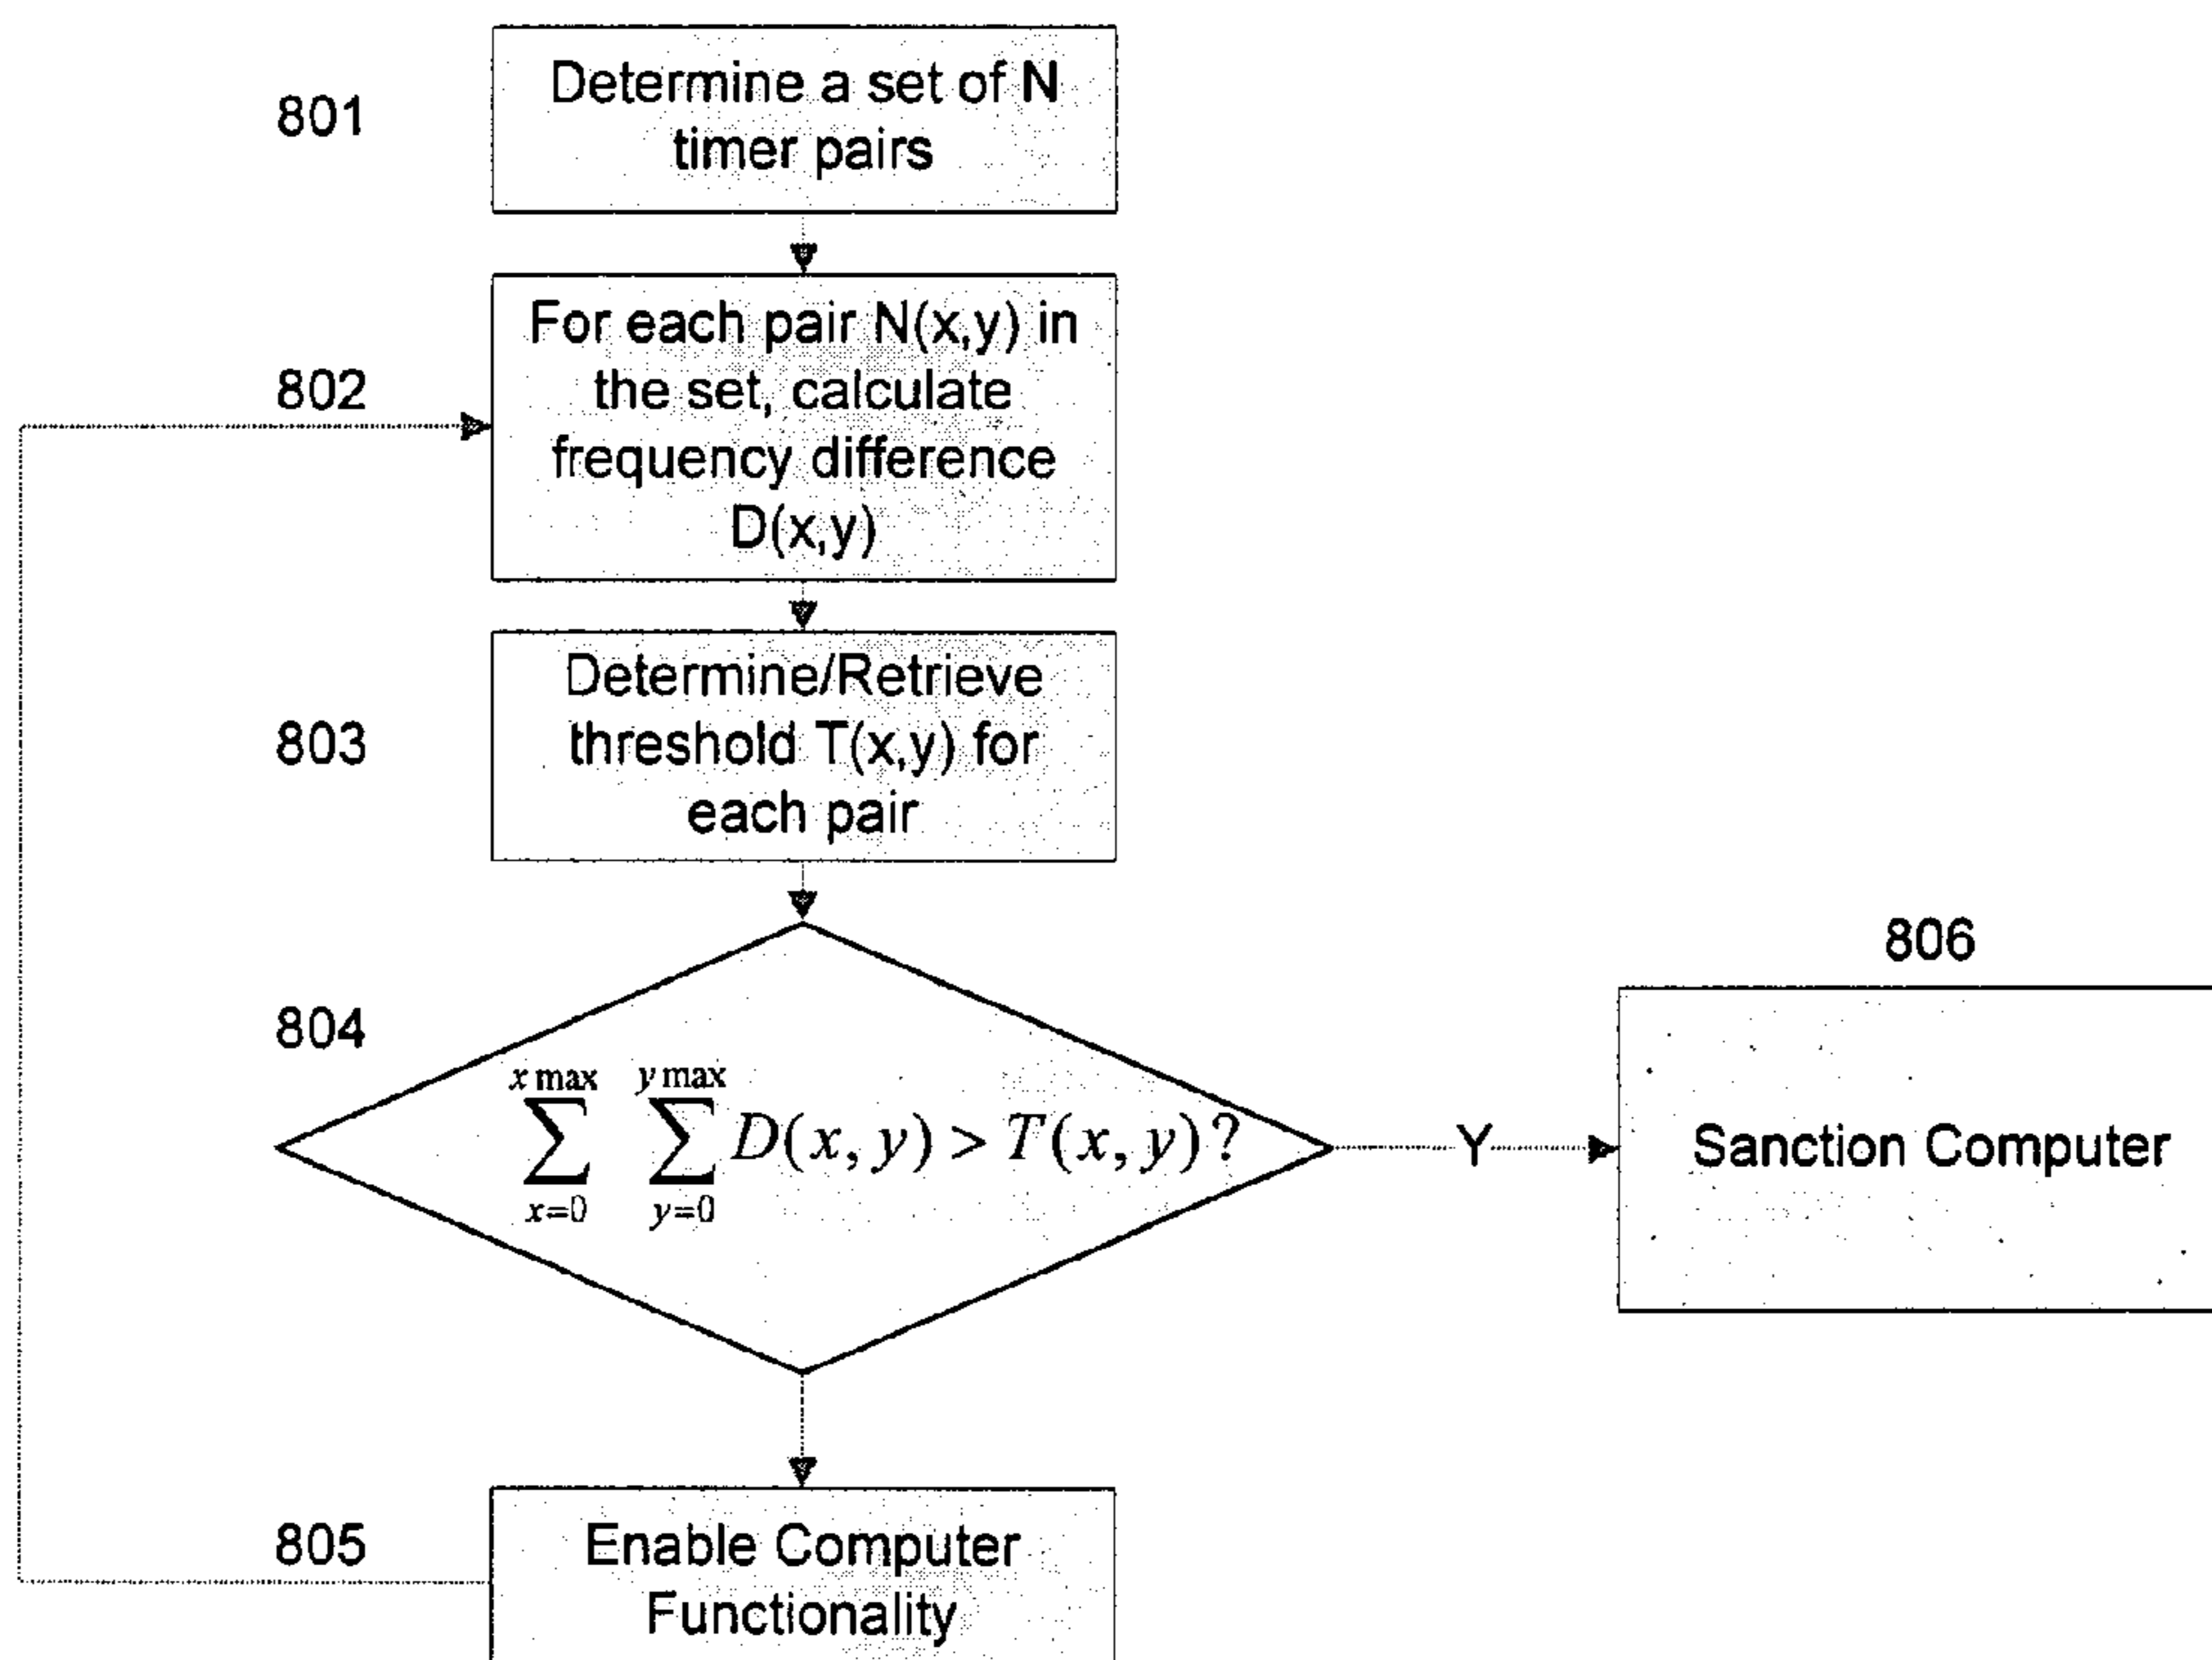 801
Determine a set of N
timer pairs
802
For each pair N(x,y) in
the set, calculate
frequency difference
D(x,y)
803
Determine/Retrieve
threshold T(x,y) for
each pair
804
x max y max
∑ ∑ D(x, y) > T(x, y)?
x=0 y=0
Y
806
Sanction Computer
805
Enable Computer
Functionality